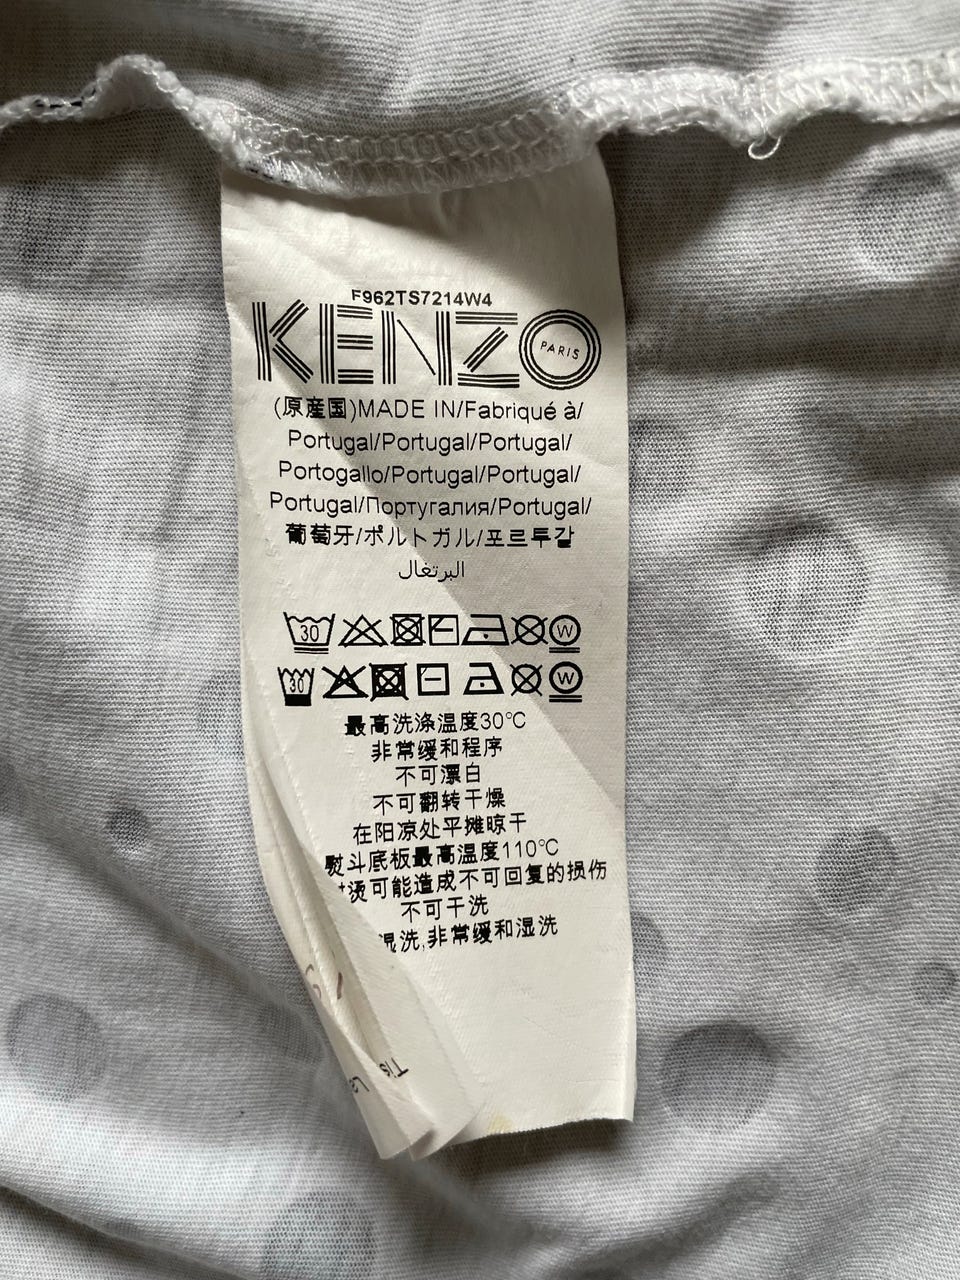 F962TS7214W4
KENZO
PARIS
(原産国)MADE IN/Fabriqué à/
Portugal/Portugal/Portugal/
Portogallo/Portugal/Portugal/
Portugal/Португалия/Portugal/
葡萄牙/ポルトガル/포르투갈
البرتغال
30 W
30 W
最高洗涤温度30℃
非常缓和程序
不可漂白
不可翻转干燥
在阳凉处平摊晾干
熨斗底板最高温度110℃
烫可能造成不可回复的损伤
不可干洗
湿洗,非常缓和湿洗